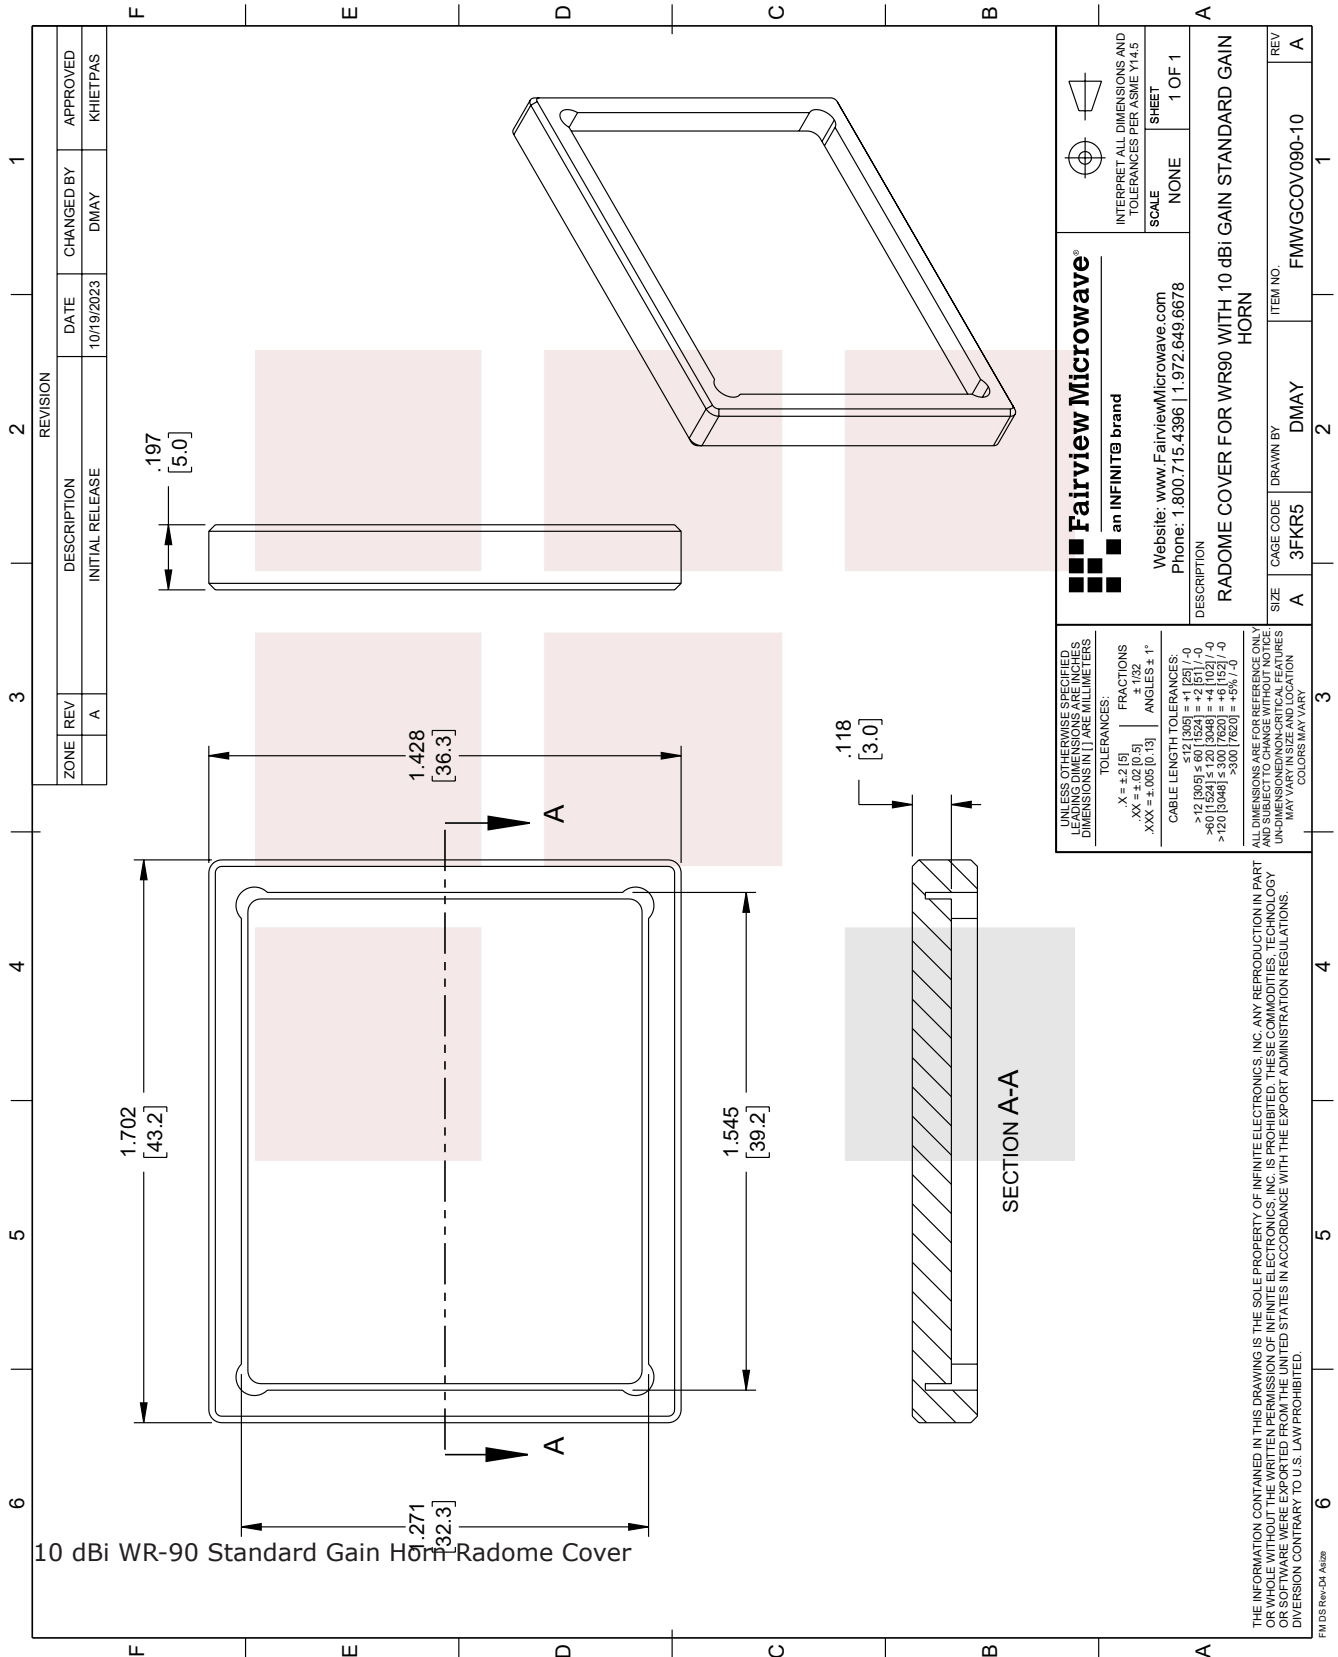 REVISION
ZONE REV DESCRIPTION DATE CHANGED BY APPROVED
A INITIAL RELEASE 10/19/2023 DMAY KHIETPAS
F E D C B A
F E D C B A
6 5 4 3 2 1
6 5 4 3 2 1
1.702
[43.2]
1.428
[36.3]
.197
[5.0]
1.271
[32.3]
1.545
[39.2]
A
A
.118
[3.0]
SECTION A-A
10 dBi WR-90 Standard Gain Horn Radome Cover
UNLESS OTHERWISE SPECIFIED
LEADING DIMENSIONS ARE INCHES
DIMENSIONS IN [ ] ARE MILLIMETERS
TOLERANCES:
.X = ±.2 [5]
.XX = ±.02 [0.5]
.XXX = ±.005 [0.13]
FRACTIONS
± 1/32
ANGLES ± 1°
CABLE LENGTH TOLERANCES:
≤12 [305] = +1 [25] / -0
>12 [305] ≤ 60 [1524] = +2 [51] / -0
>60 [1524] ≤ 120 [3048] = +4 [102] / -0
>120 [3048] ≤ 300 [7620] = +6 [152] / -0
>300 [7620] = +5% / -0
ALL DIMENSIONS ARE FOR REFERENCE ONLY
AND SUBJECT TO CHANGE WITHOUT NOTICE.
UN-DIMENSIONED/NON-CRITICAL FEATURES
MAY VARY IN SIZE AND LOCATION
COLORS MAY VARY
Fairview Microwave®
an INFINIT@ brand
Website: www.FairviewMicrowave.com
Phone: 1.800.715.4396 | 1.972.649.6678
INTERPRET ALL DIMENSIONS AND
TOLERANCES PER ASME Y14.5
SCALE
NONE
SHEET
1 OF 1
DESCRIPTION
RADOME COVER FOR WR90 WITH 10 dBi GAIN STANDARD GAIN
HORN
SIZE
A
CAGE CODE
3FKR5
DRAWN BY
DMAY
ITEM NO.
FMWGCOV090-10
REV
A
THE INFORMATION CONTAINED IN THIS DRAWING IS THE SOLE PROPERTY OF INFINITE ELECTRONICS, INC. ANY REPRODUCTION IN PART
OR WHOLE WITHOUT THE WRITTEN PERMISSION OF INFINITE ELECTRONICS, INC. IS PROHIBITED. THESE COMMODITIES, TECHNOLOGY
OR SOFTWARE WERE EXPORTED FROM THE UNITED STATES IN ACCORDANCE WITH THE EXPORT ADMINISTRATION REGULATIONS.
DIVERSION CONTRARY TO U.S. LAW PROHIBITED.
FM DS Rev-D4 Asize